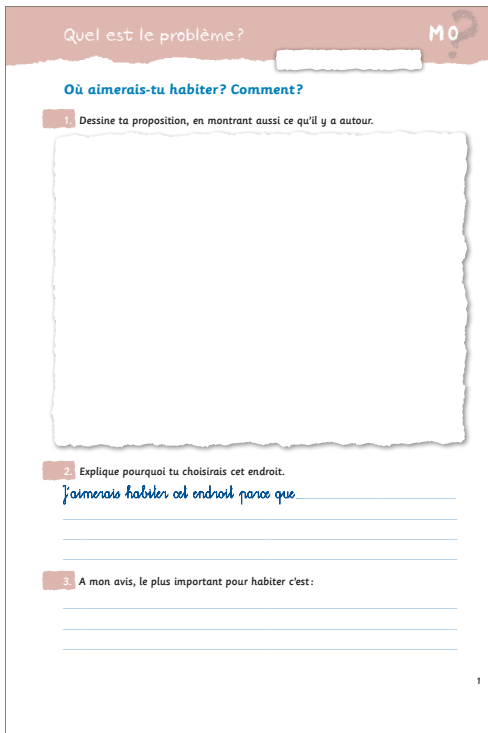 Quel est le problème?
M0
?
Où aimerais-tu habiter? Comment?
1. Dessine ta proposition, en montrant aussi ce qu'il y a autour.
2. Explique pourquoi tu choisirais cet endroit.
J'aimerais habiter cet endroit parce que
3. A mon avis, le plus important pour habiter c'est:
1